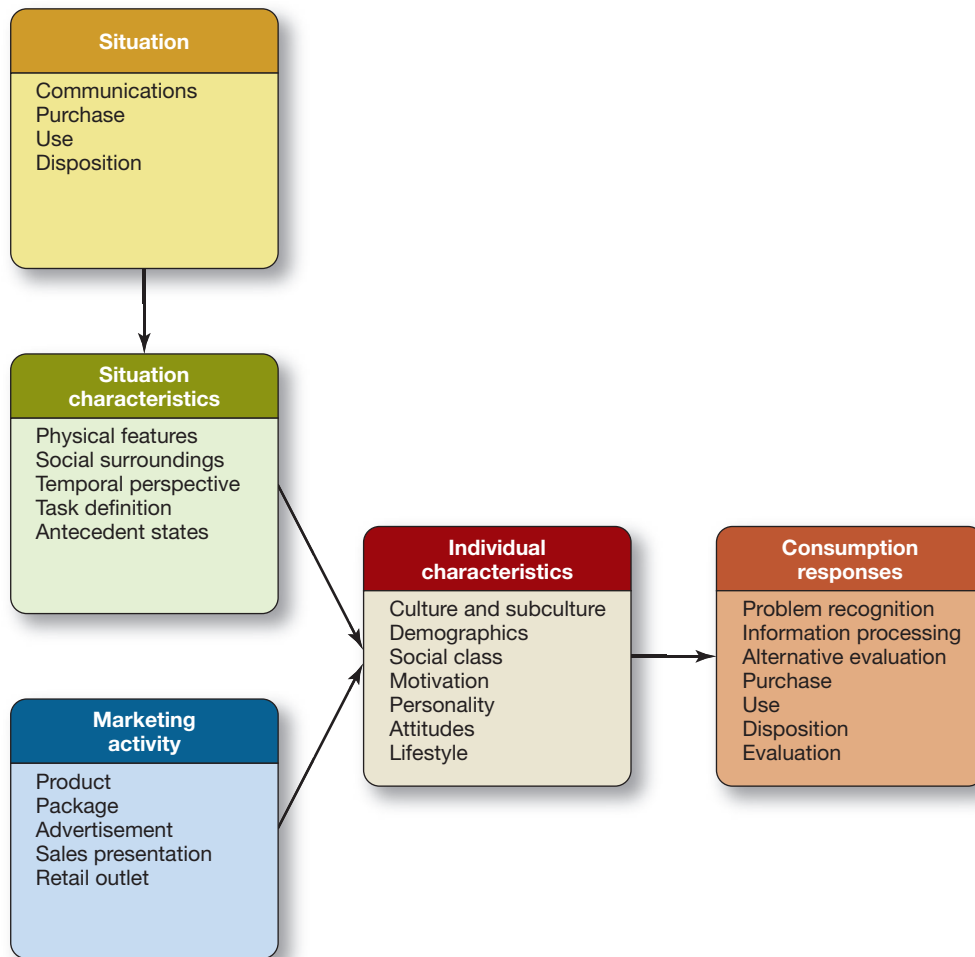 Situation
Communications
Purchase
Use
Disposition
Situation
characteristics
Physical features
Social surroundings
Temporal perspective
Task definition
Antecedent states
Marketing
activity
Product
Package
Advertisement
Sales presentation
Retail outlet
Individual
characteristics
Culture and subculture
Demographics
Social class
Motivation
Personality
Attitudes
Lifestyle
Consumption
responses
Problem recognition
Information processing
Alternative evaluation
Purchase
Use
Disposition
Evaluation